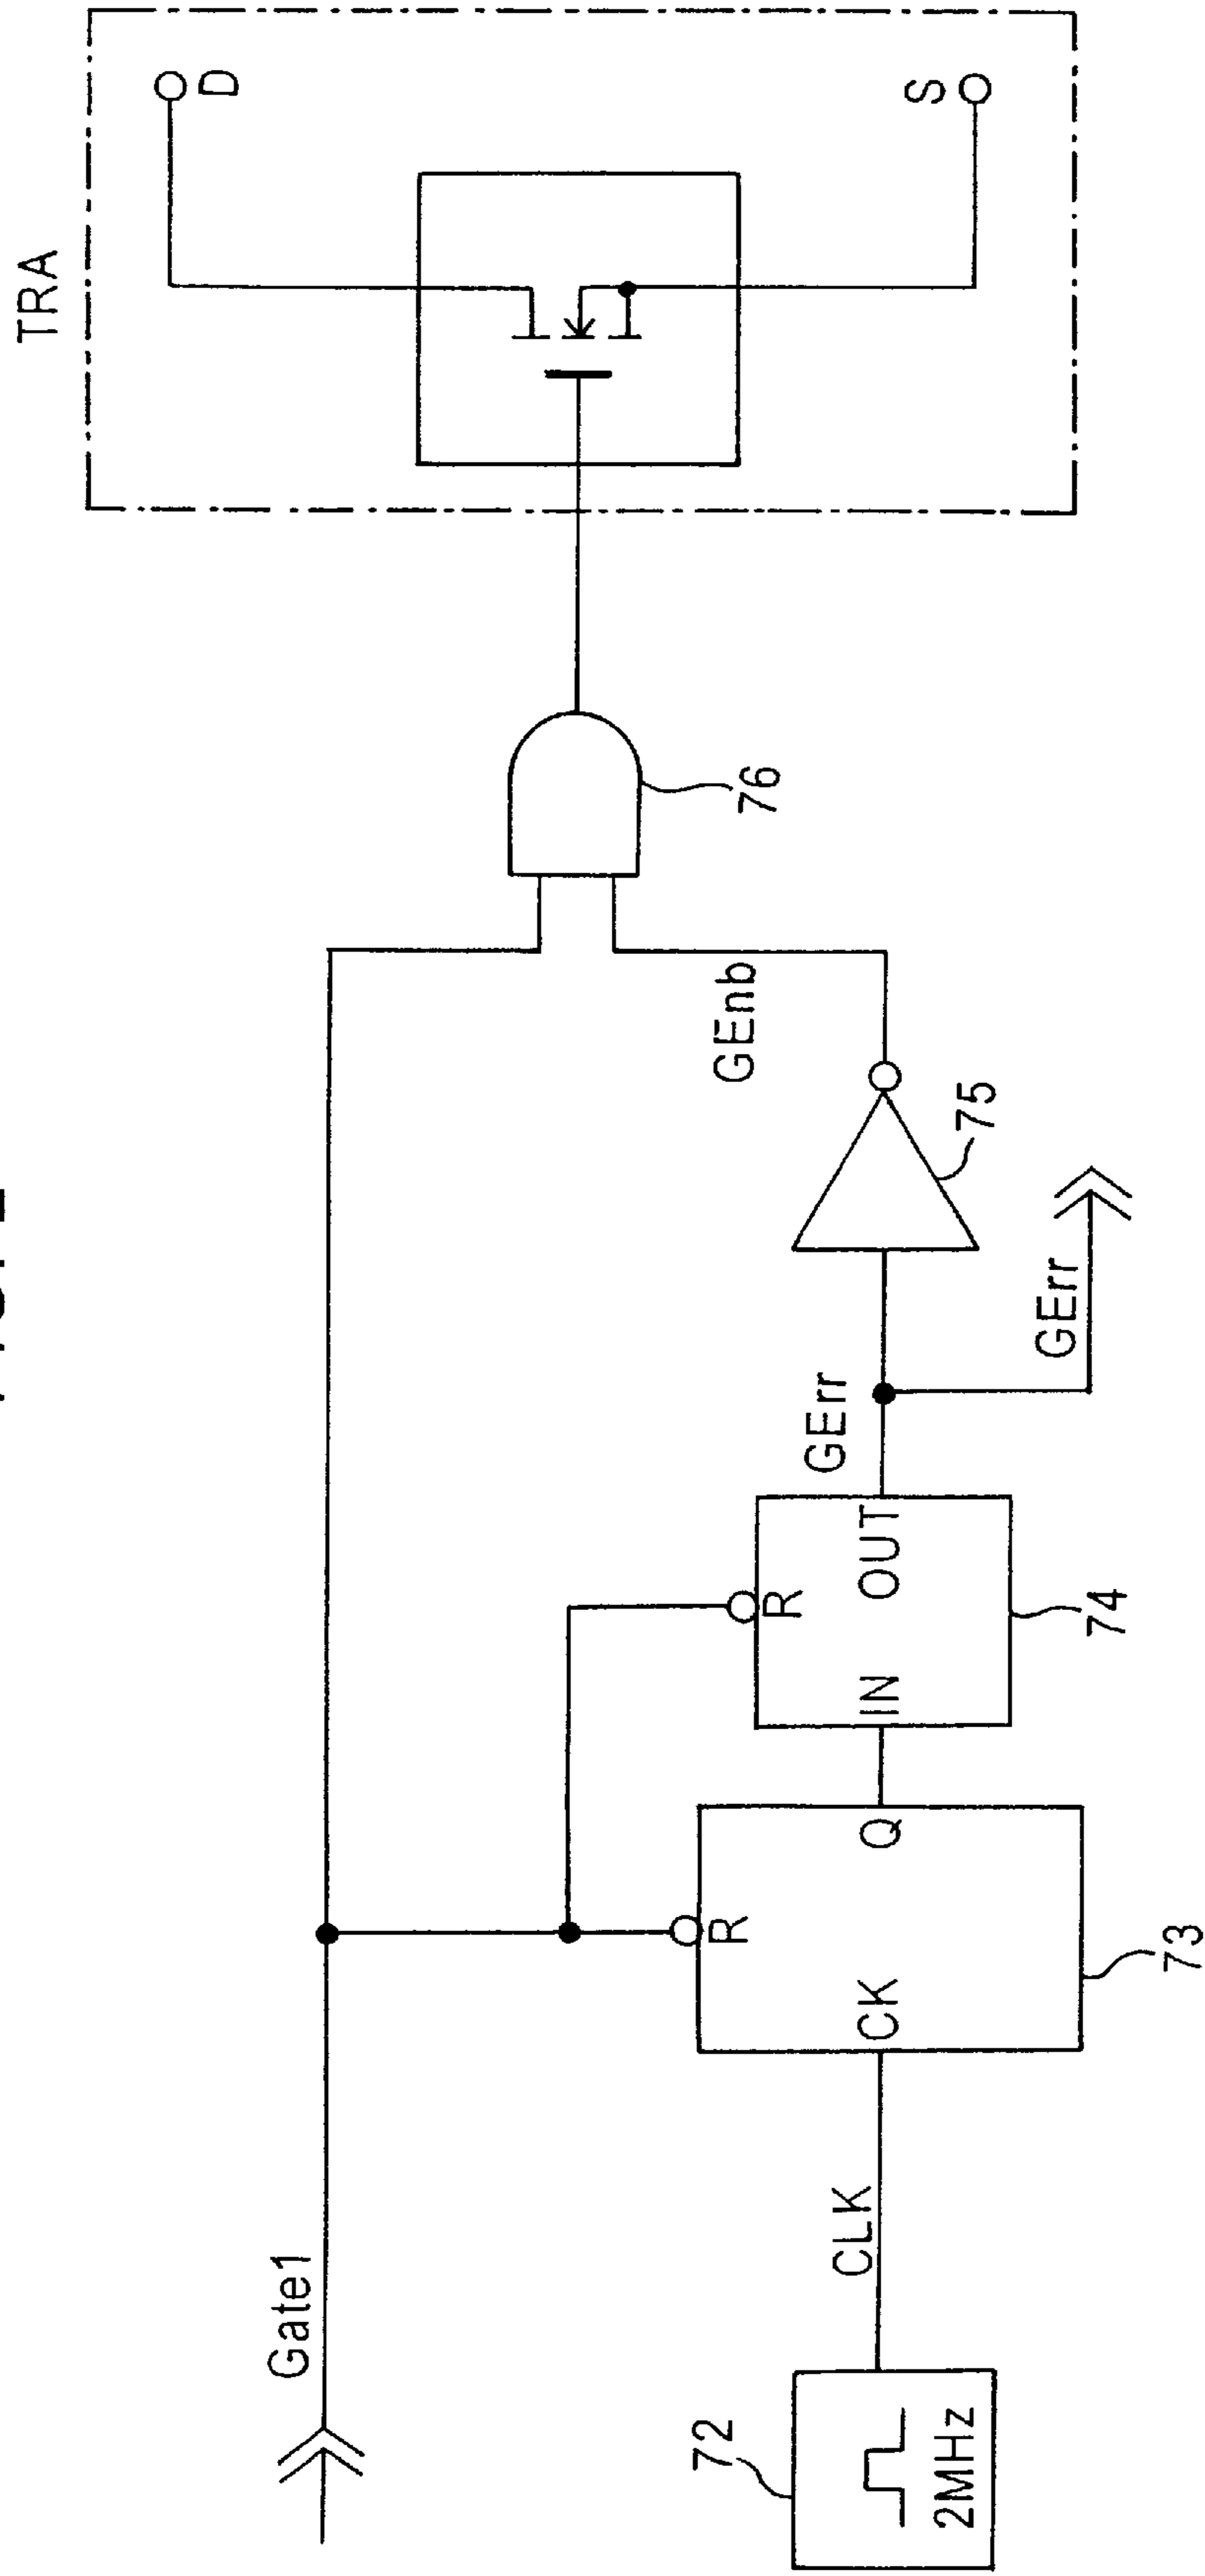 TRA
D
S
76
GEnb
75
GErr
GErr
OUT
R
IN
74
Q
R
CK
73
Gate1
CLK
72
2MHz